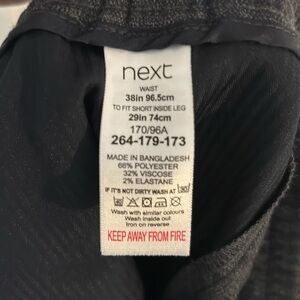 next
WAIST
38in 96.5cm
TO FIT SHORT INSIDE LEG
29in 74cm
170/96A
264-179-173
MADE IN BANGLADESH
66% POLYESTER
32% VISCOSE
2% ELASTANE
IF IT'S NOT DIRTY WASH AT 30
Wash with similar colours
Wash inside out
Iron on reverse
KEEP AWAY FROM FIRE